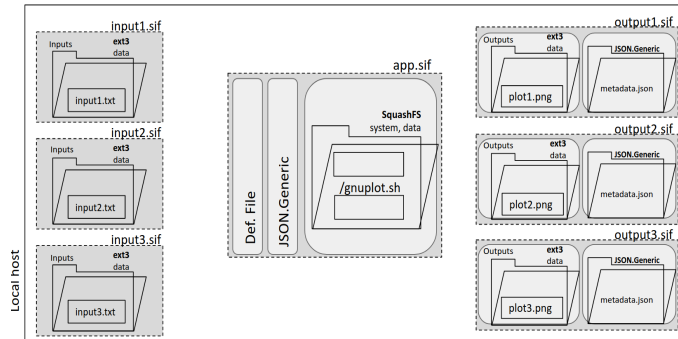 input1.sif
Inputs
ext3
data
input1.txt
input2.sif
Inputs
ext3
data
input2.txt
input3.sif
Inputs
ext3
data
input3.txt
Local host
app.sif
Def. File
JSON.Generic
SquashFS
system, data
/gnuplot.sh
output1.sif
Outputs
ext3
data
plot1.png
JSON.Generic
metadata.json
output2.sif
Outputs
ext3
data
plot2.png
JSON.Generic
metadata.json
output3.sif
Outputs
ext3
data
plot3.png
JSON.Generic
metadata.json